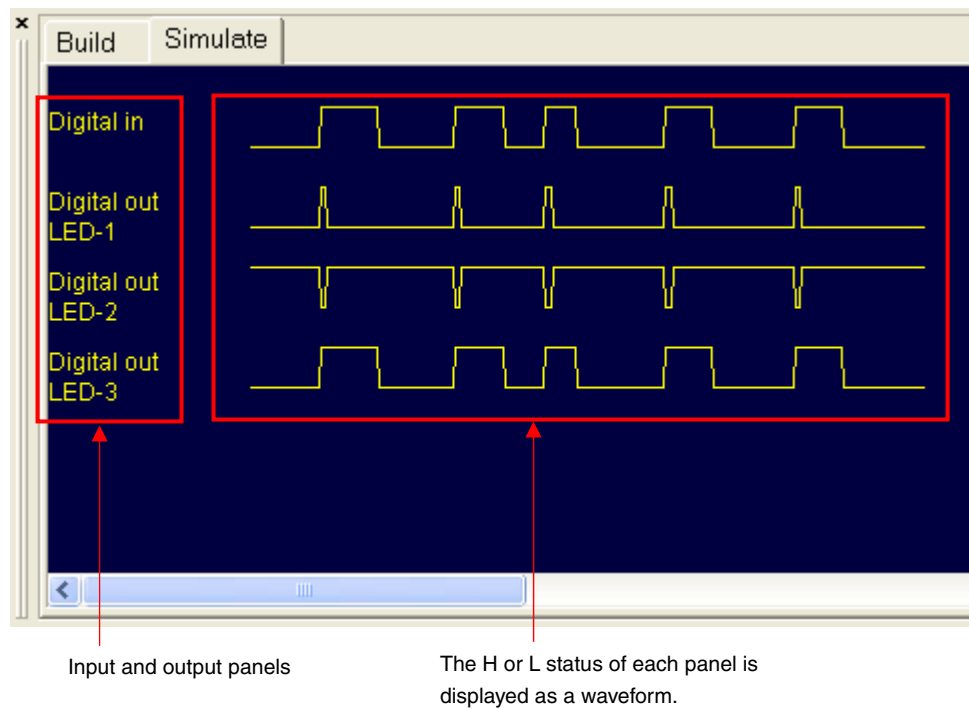 Build
Simulate
Digital in
Digital out
LED-1
Digital out
LED-2
Digital out
LED-3
Input and output panels
The H or L status of each panel is
displayed as a waveform.